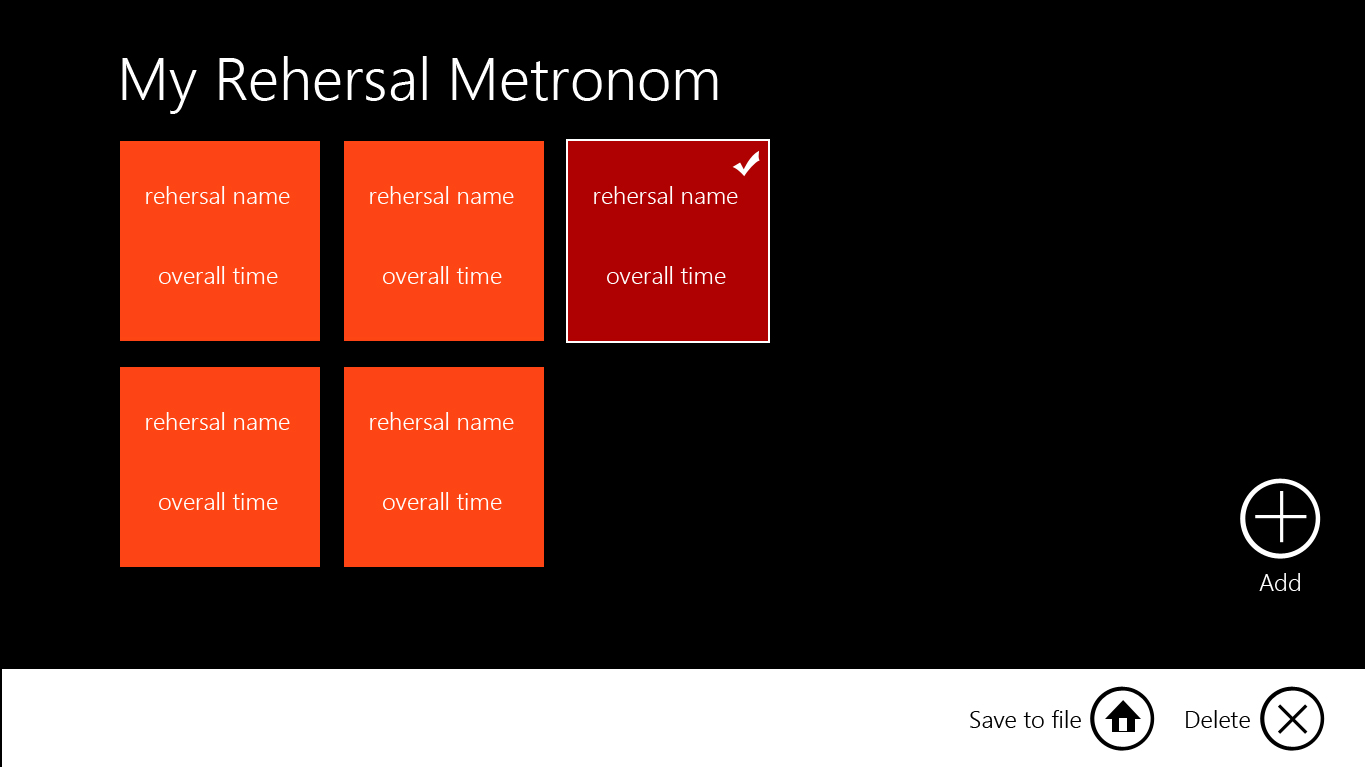 My Rehersal Metronom
rehersal name
overall time
rehersal name
overall time
rehersal name
overall time
rehersal name
overall time
rehersal name
overall time
Add
Save to file
Delete